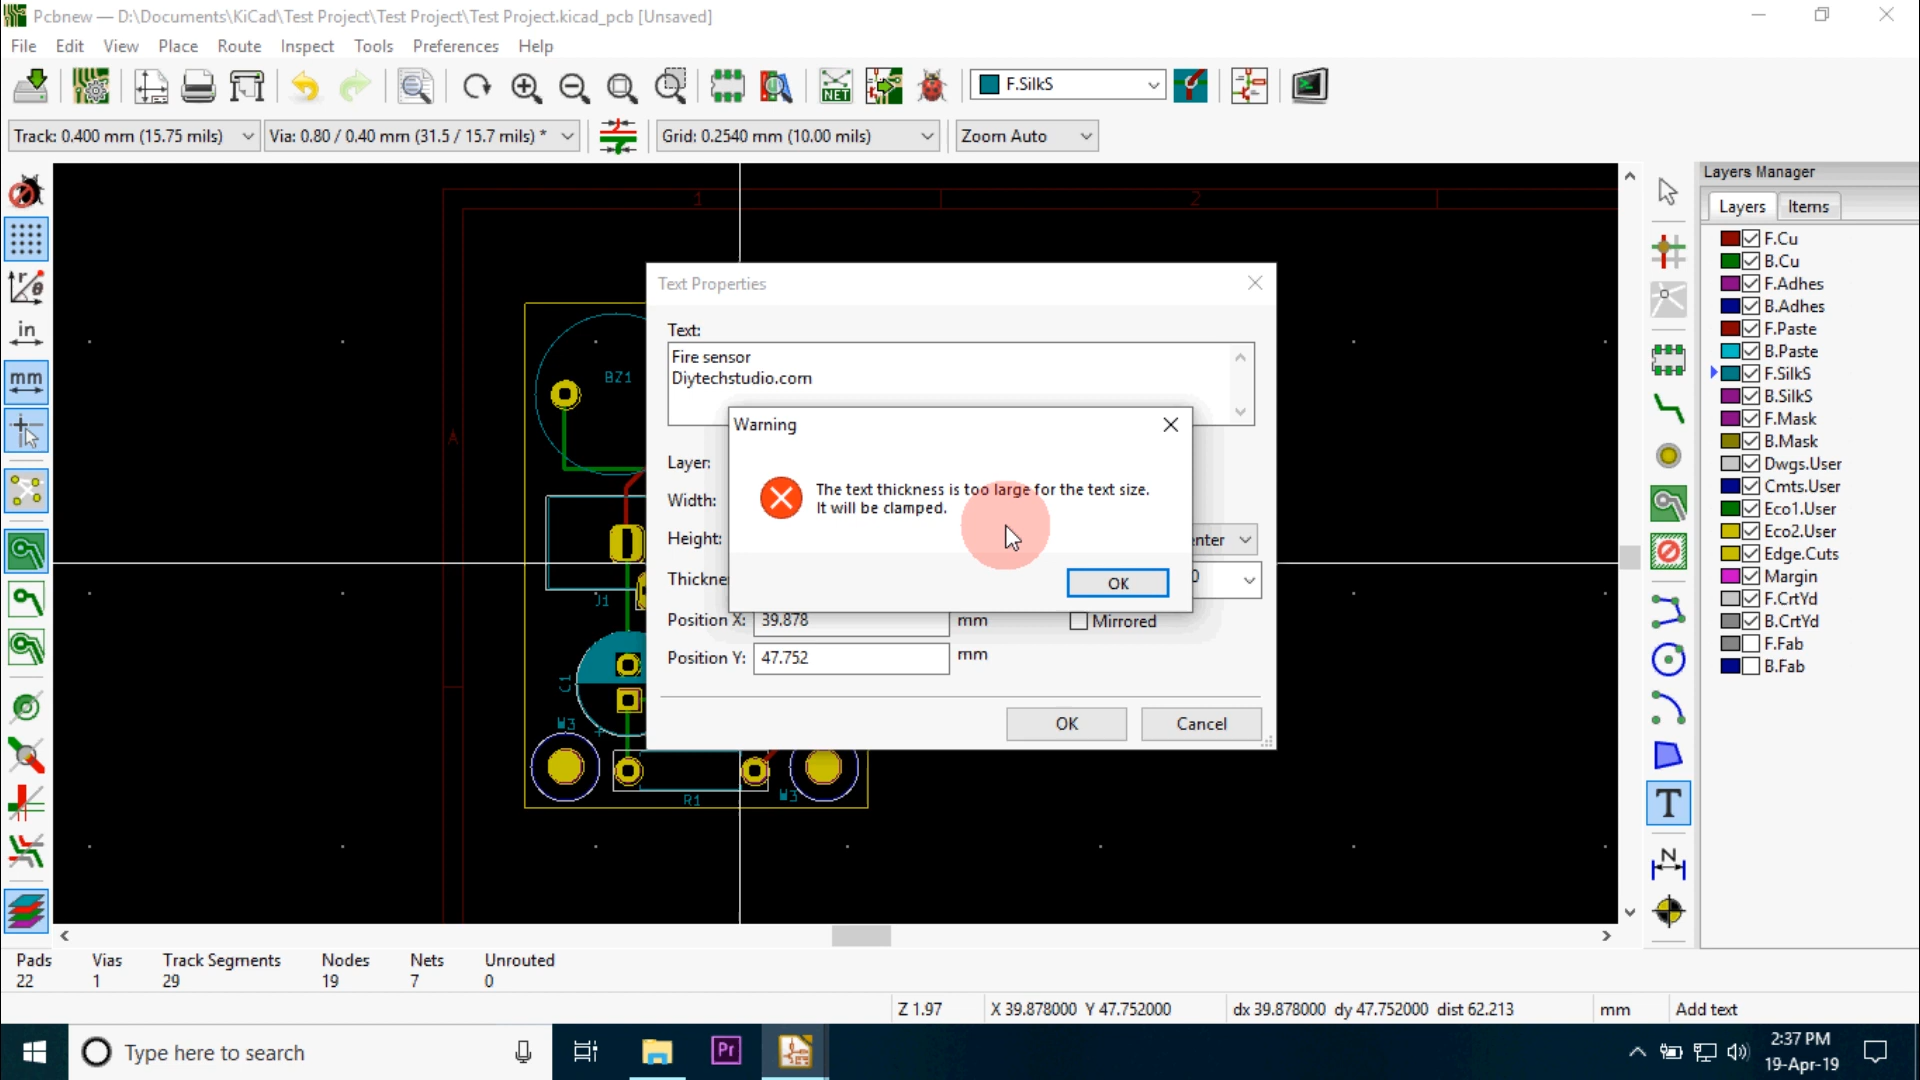 Pcbnew — D:\Documents\KiCad\Test Project\Test Project\Test Project.kicad_pcb [Unsaved]
File Edit View Place Route Inspect Tools Preferences Help
NET
F.SilkS
Track: 0.400 mm (15.75 mils)
Via: 0.80 / 0.40 mm (31.5 / 15.7 mils) *
Grid: 0.2540 mm (10.00 mils)
Zoom Auto
in
mm
1
2
A
BZ1
J1
C1
W3
R1
W3
Text Properties
Text:
Fire sensor
Diytechstudio.com
Layer:
Width:
Height:
Position X: 39.878 mm
Mirrored
Position Y: 47.752 mm
OK Cancel
Warning
The text thickness is too large for the text size.
It will be clamped.
OK
Layers Manager
Layers Items
F.Cu
B.Cu
F.Adhes
B.Adhes
F.Paste
B.Paste
F.SilkS
B.SilkS
F.Mask
B.Mask
Dwgs.User
Cmts.User
Eco1.User
Eco2.User
Edge.Cuts
Margin
F.CrtYd
B.CrtYd
F.Fab
B.Fab
T
N
Pads Vias Track Segments Nodes Nets Unrouted
22 1 29 19 7 0
Z 1.97 X 39.878000 Y 47.752000 dx 39.878000 dy 47.752000 dist 62.213 mm Add text
Type here to search
Pr
2:37 PM
19-Apr-19